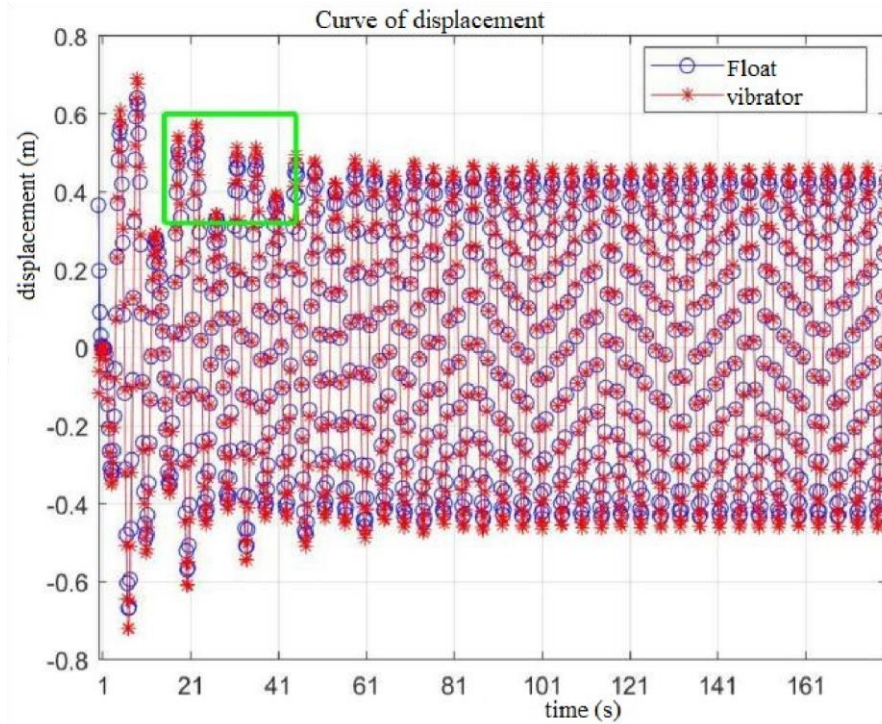 Curve of displacement
0.8
Float
vibrator
0.6
0.4
displacement (m)
0.2
0
-0.2
-0.4
-0.6
-0.8
1 21 41 61 81 101 121 141 161
time (s)